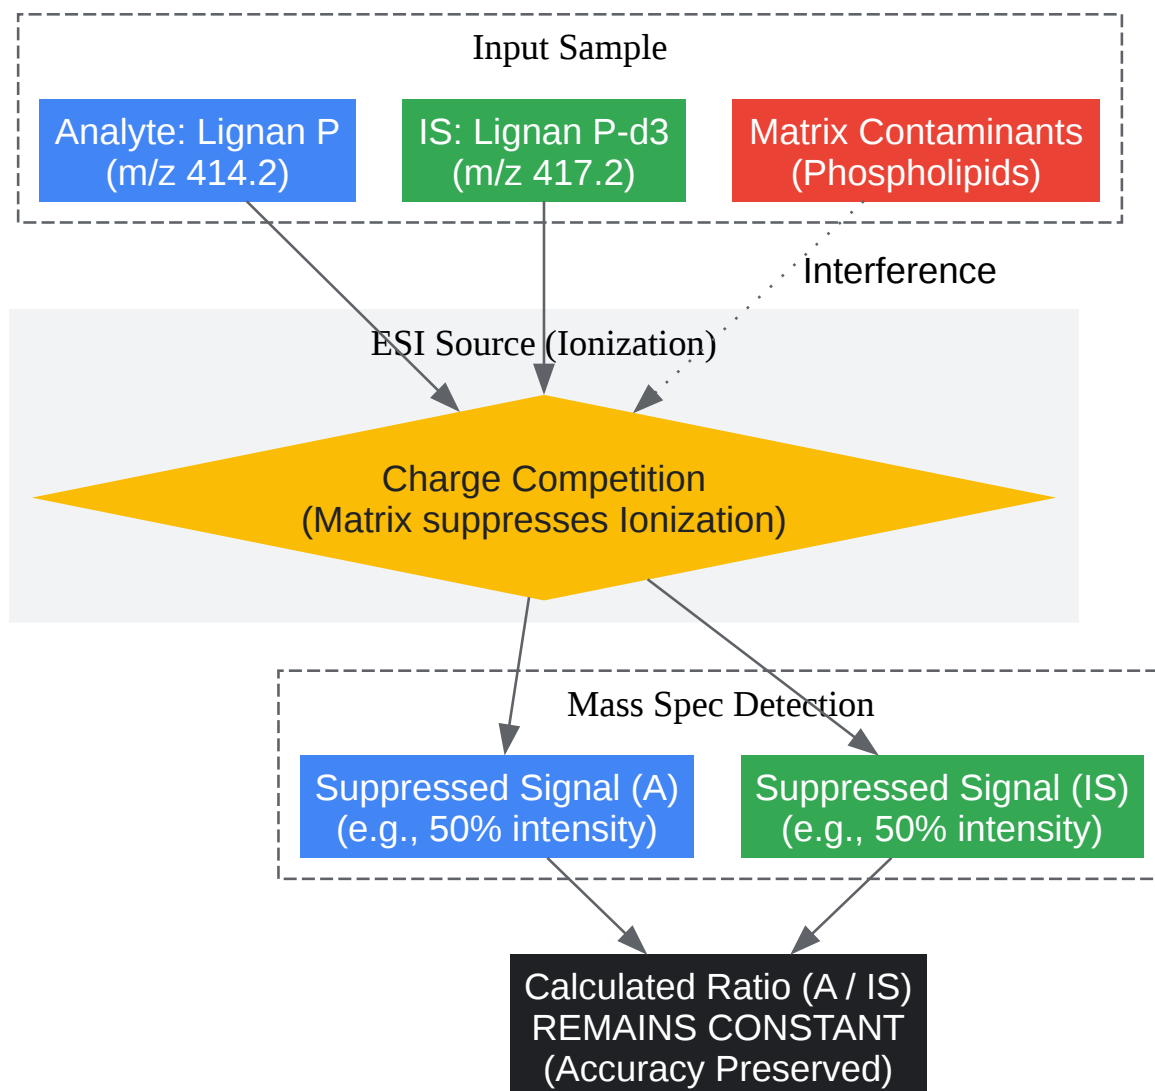 Input Sample
Analyte: Lignan P
(m/z 414.2)
IS: Lignan P-d3
(m/z 417.2)
Matrix Contaminants
(Phospholipids)
Interference
ESI Source (Ionization)
Charge Competition
(Matrix suppresses Ionization)
Mass Spec Detection
Suppressed Signal (A)
(e.g., 50% intensity)
Suppressed Signal (IS)
(e.g., 50% intensity)
Calculated Ratio (A / IS)
REMAINS CONSTANT
(Accuracy Preserved)